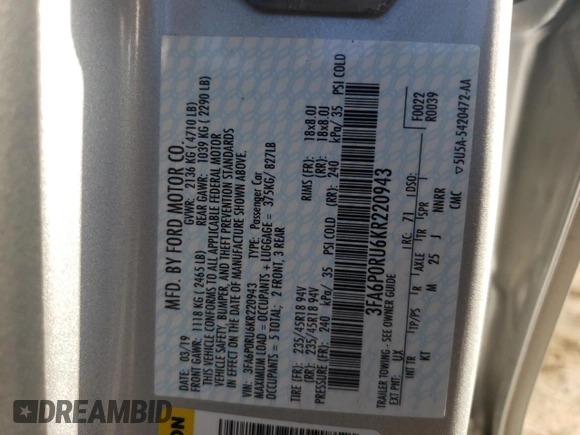 MFD. BY FORD MOTOR CO.
DATE: 03/19 GVWR: 2136 KG (4710 LB)
FRONT GAWR: 1118 KG (2465 LB) REAR GAWR: 1039 KG (2290 LB)
THIS VEHICLE CONFORMS TO ALL APPLICABLE FEDERAL MOTOR
VEHICLE SAFETY, BUMPER, AND THEFT PREVENTION STANDARDS
IN EFFECT ON THE DATE OF MANUFACTURE SHOWN ABOVE.
VIN: 3FA6P0RU6KR220943 TYPE: Passenger Car
MAXIMUM LOAD = OCCUPANTS + LUGGAGE = 375KG/ 827LB
OCCUPANTS = 5 TOTAL; 2 FRONT, 3 REAR
TIRE (FR): 235/45R18 94V RIMS (FR): 18x8.0J
(RR): 235/45R18 94V (RR): 18x8.0J
PRESSURE (FR): 240 kPa/ 35 PSI COLD (RR): 240 kPa/ 35 PSI COLD
3FA6P0RU6KR220943
TRAILER TOWING - SEE OWNER GUIDE
EXT PNT: UX RC: 71 DSO: F0022
R0039
INT TR TP/PS R AXLE TR SPR
KT M 25 J NNRR
CMC 5U5A-5420472-AA
DREAMBID